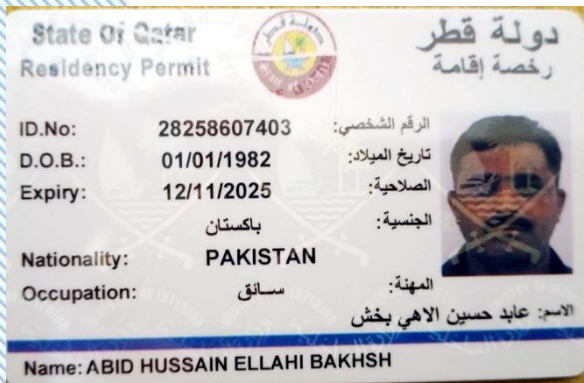 State Of Qatar
دولة قطر
Residency Permit
رخصة إقامة
ID.No: 28258607403 الرقم الشخصي:
D.O.B.: 01/01/1982 تاريخ الميلاد:
Expiry: 12/11/2025 الصلاحية:
باكستان الجنسية:
Nationality: PAKISTAN
Occupation: سائق المهنة:
الاسم: عابد حسين الاهي بخش
Name: ABID HUSSAIN ELLAHI BAKHSH